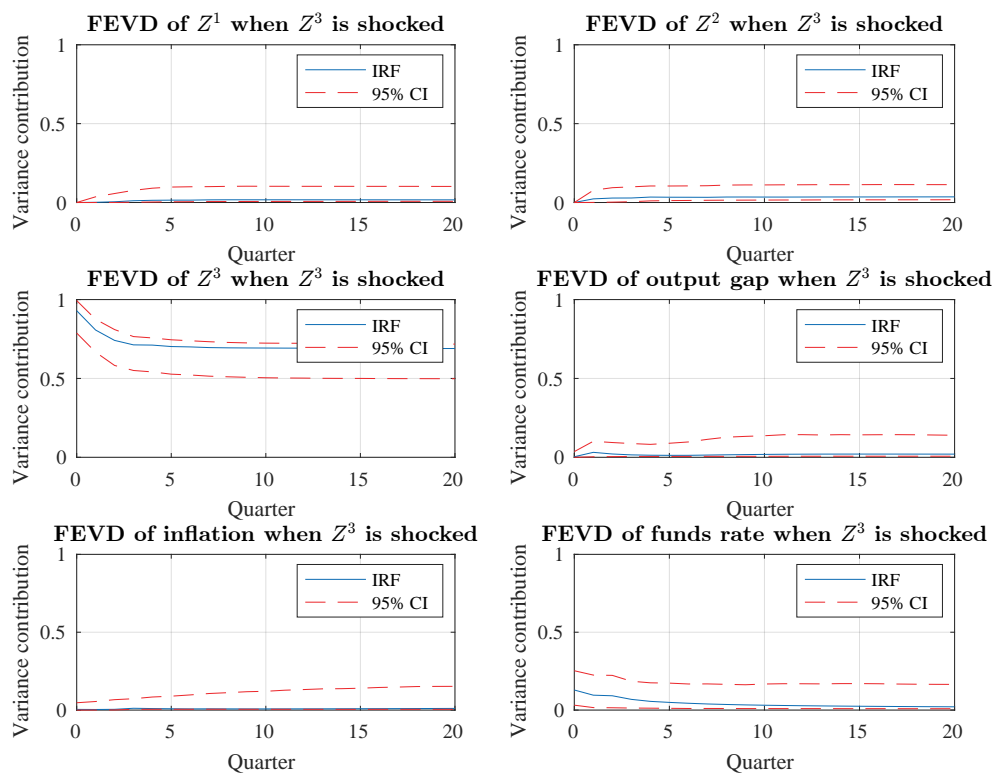 FEVD of Z¹ when Z³ is shocked
Variance contribution
1
0.5
0
0 5 10 15 20
Quarter
IRF
95% CI
FEVD of Z² when Z³ is shocked
Variance contribution
1
0.5
0
0 5 10 15 20
Quarter
IRF
95% CI
FEVD of Z³ when Z³ is shocked
Variance contribution
1
0.5
0
0 5 10 15 20
Quarter
IRF
95% CI
FEVD of output gap when Z³ is shocked
Variance contribution
1
0.5
0
0 5 10 15 20
Quarter
IRF
95% CI
FEVD of inflation when Z³ is shocked
Variance contribution
1
0.5
0
0 5 10 15 20
Quarter
IRF
95% CI
FEVD of funds rate when Z³ is shocked
Variance contribution
1
0.5
0
0 5 10 15 20
Quarter
IRF
95% CI